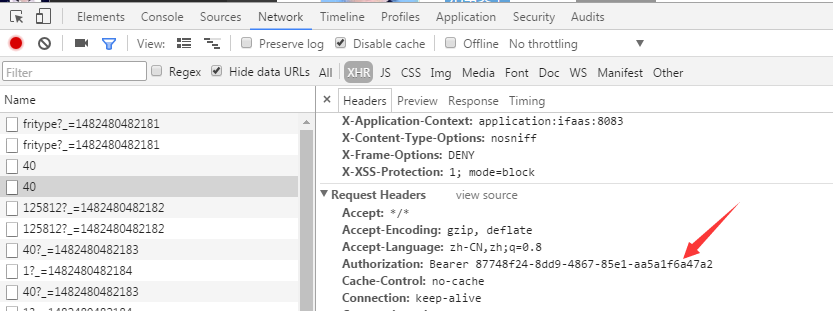 Elements Console Sources Network Timeline Profiles Application Security Audits
View: Preserve log Disable cache Offline No throttling
Filter Regex Hide data URLs All XHR JS CSS Img Media Font Doc WS Manifest Other
Name
fritype?_=1482480482181
fritype?_=1482480482181
40
40
125812?_=1482480482182
125812?_=1482480482182
40?_=1482480482183
1?_=1482480482184
40?_=1482480482183
1?_=1482480482184
× Headers Preview Response Timing
X-Application-Context: application:ifaas:8083
X-Content-Type-Options: nosniff
X-Frame-Options: DENY
X-XSS-Protection: 1; mode=block
Request Headers view source
Accept: */*
Accept-Encoding: gzip, deflate
Accept-Language: zh-CN,zh;q=0.8
Authorization: Bearer 87748f24-8dd9-4867-85e1-aa5a1f6a47a2
Cache-Control: no-cache
Connection: keep-alive